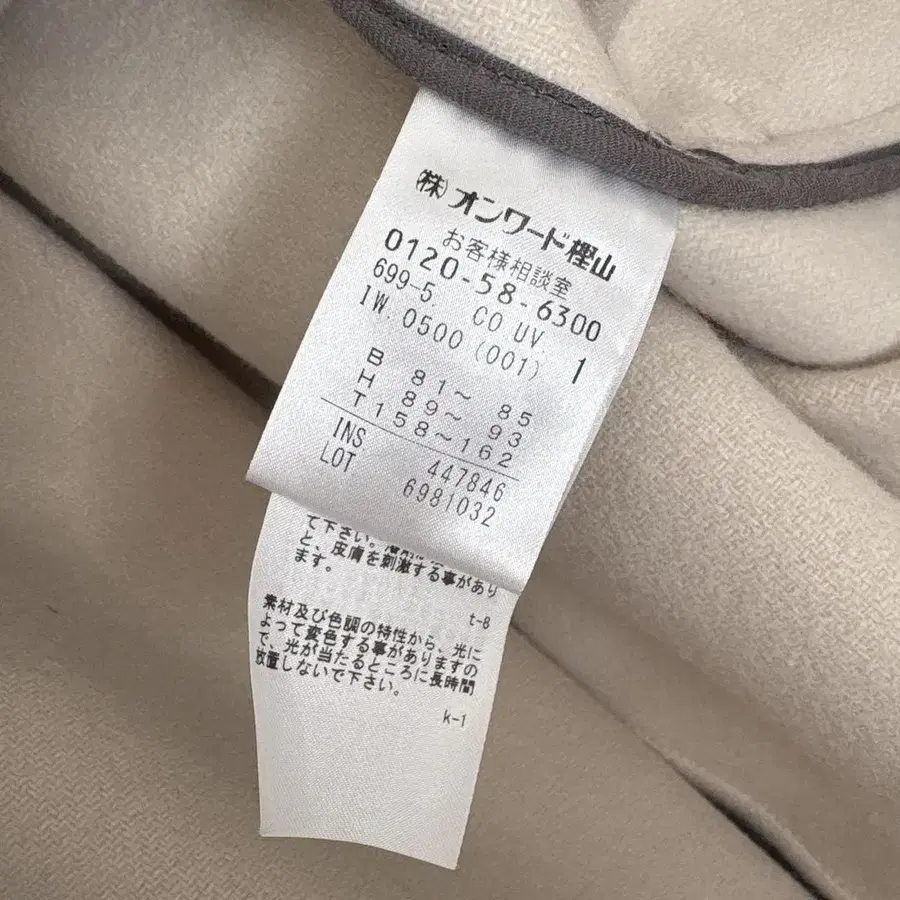 ㈱オンワード樫山
お客様相談室
0120-58-6300
699-5. CO UV. 1
IW. 0500 (001)
B 81～ 85
H 89～ 93
T158～162
INS 447846
LOT 6981032
て下さい。
と、皮膚を刺激する事があり
ます。
t-8
素材及び色調の特性から、光に
よって変色する事がありますの
で、光が当たるところに長時間
放置しないで下さい。
k-1